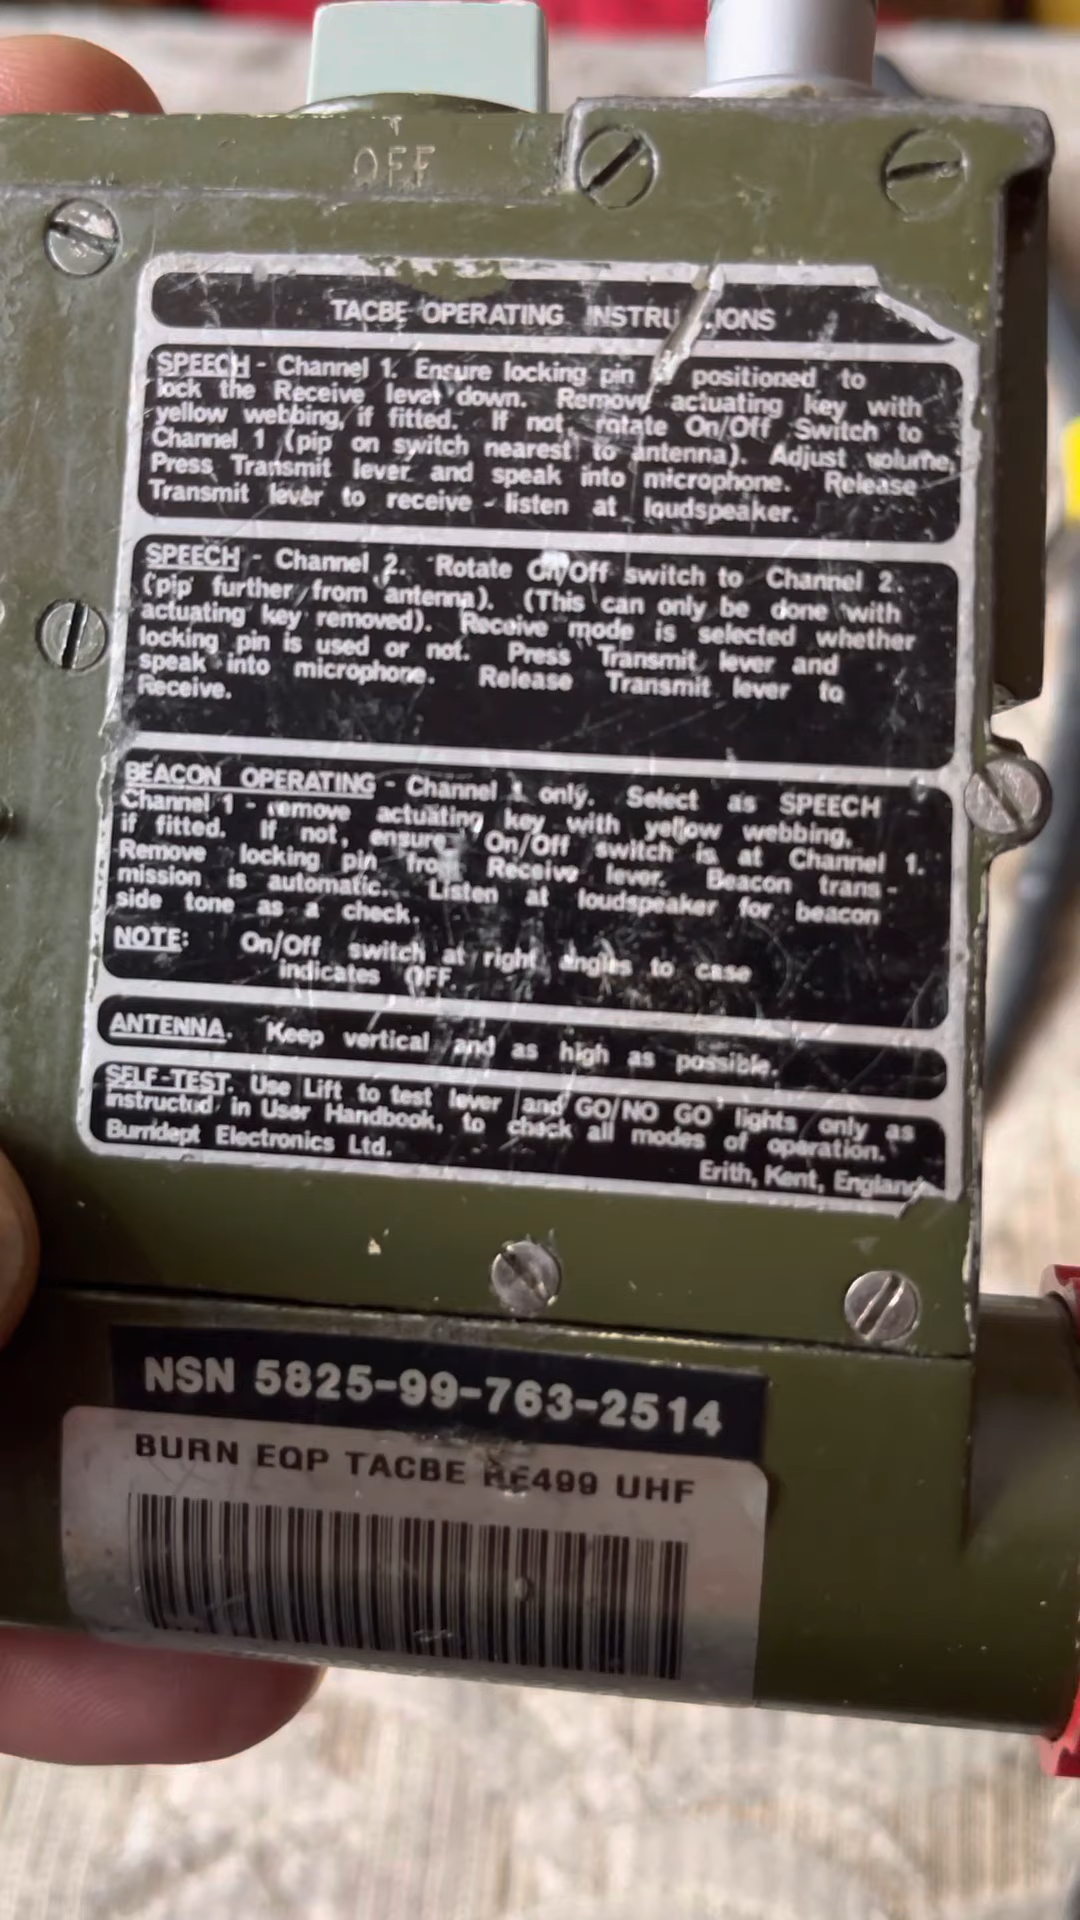 OFF
TACBE OPERATING INSTRU IONS
SPEECH - Channel 1. Ensure locking pin positioned to
lock the Receive level down. Remove actuating key with
yellow webbing, if fitted. If not, rotate On/Off Switch to
Channel 1 (pip on switch nearest to antenna). Adjust volume,
Press Transmit lever and speak into microphone. Release
Transmit lever to receive - listen at loudspeaker.
SPEECH - Channel 2. Rotate On/Off switch to Channel 2.
(pip further from antenna). (This can only be done with
actuating key removed). Receive mode is selected whether
locking pin is used or not. Press Transmit lever and
speak into microphone. Release Transmit lever to
Receive.
BEACON OPERATING - Channel 1 only. Select as SPEECH
Channel 1 - remove actuating key with yellow webbing,
if fitted. If not, ensure On/Off switch is at Channel 1.
Remove locking pin from Receive lever. Beacon trans-
mission is automatic. Listen at loudspeaker for beacon
side tone as a check.
NOTE: On/Off switch at right angles to case
indicates OFF.
ANTENNA. Keep vertical and as high as possible.
SELF-TEST. Use Lift to test lever and GO/NO GO lights only as
instructed in User Handbook, to check all modes of operation.
Burndept Electronics Ltd.
Erith, Kent, England
NSN 5825-99-763-2514
BURN EQP TACBE BE499 UHF